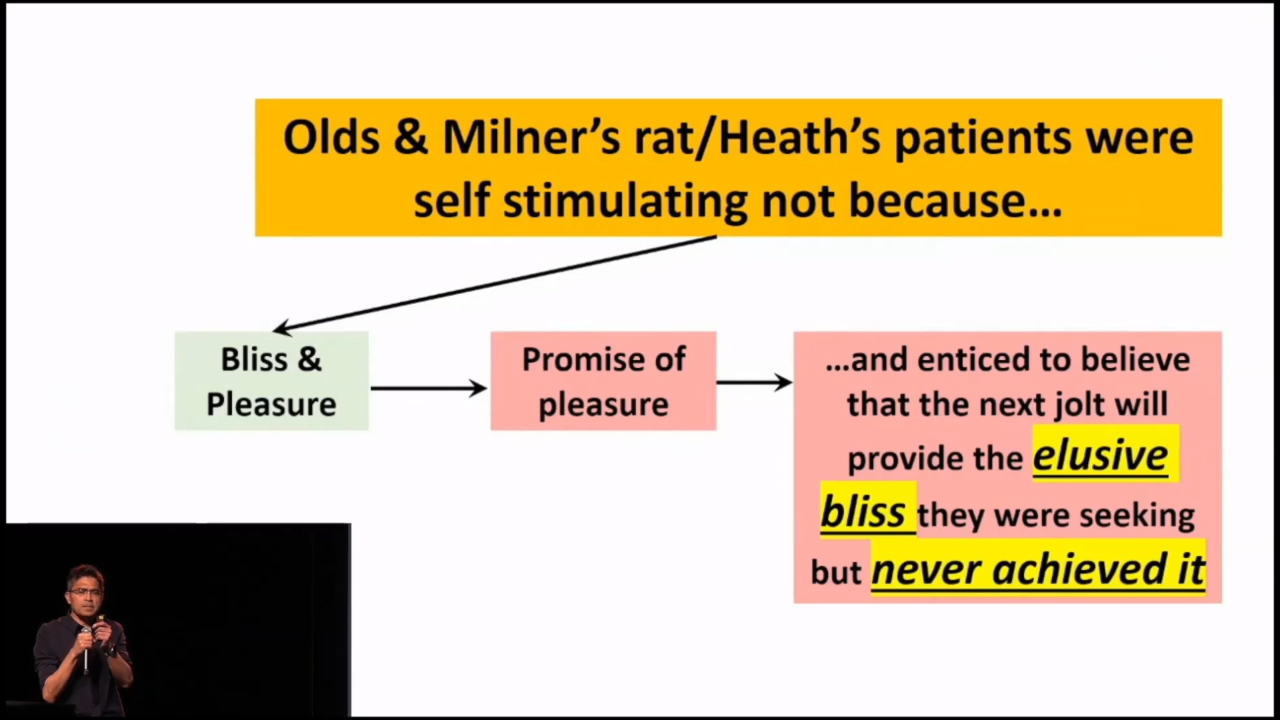 Olds & Milner’s rat/Heath’s patients were
self stimulating not because…
Bliss &
Pleasure
Promise of
pleasure
…and enticed to believe
that the next jolt will
provide the elusive
bliss they were seeking
but never achieved it